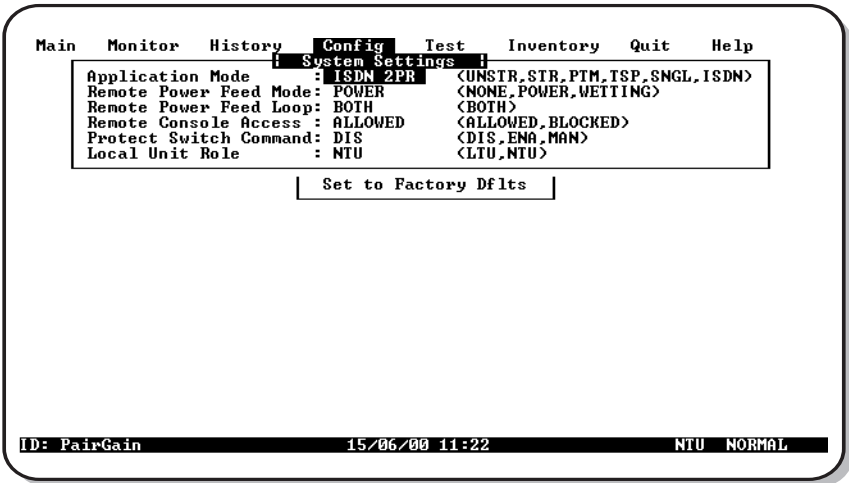 Main Monitor History Config Test Inventory Quit Help
System Settings
Application Mode : ISDN 2PR <UNSTR,STR,PTM,TSP,SNGL,ISDN>
Remote Power Feed Mode: POWER <NONE,POWER,WETTING>
Remote Power Feed Loop: BOTH <BOTH>
Remote Console Access : ALLOWED <ALLOWED,BLOCKED>
Protect Switch Command: DIS <DIS,ENA,MAN>
Local Unit Role : NTU <LTU,NTU>
Set to Factory Dflts
ID: PairGain 15/06/00 11:22 NTU NORMAL